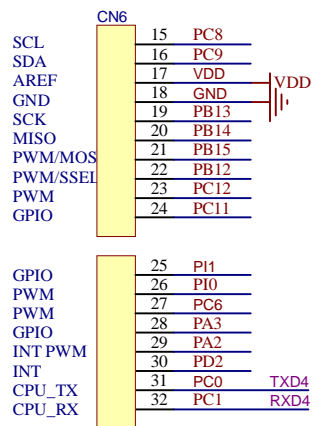 CN6
SCL 15 PC8
SDA 16 PC9
AREF 17 VDD VDD
GND 18 GND
SCK 19 PB13
MISO 20 PB14
PWM/MOS 21 PB15
PWM/SSEL 22 PB12
PWM 23 PC12
GPIO 24 PC11
GPIO 25 PI1
PWM 26 PI0
PWM 27 PC6
GPIO 28 PA3
INT PWM 29 PA2
INT 30 PD2
CPU_TX 31 PC0 TXD4
CPU_RX 32 PC1 RXD4